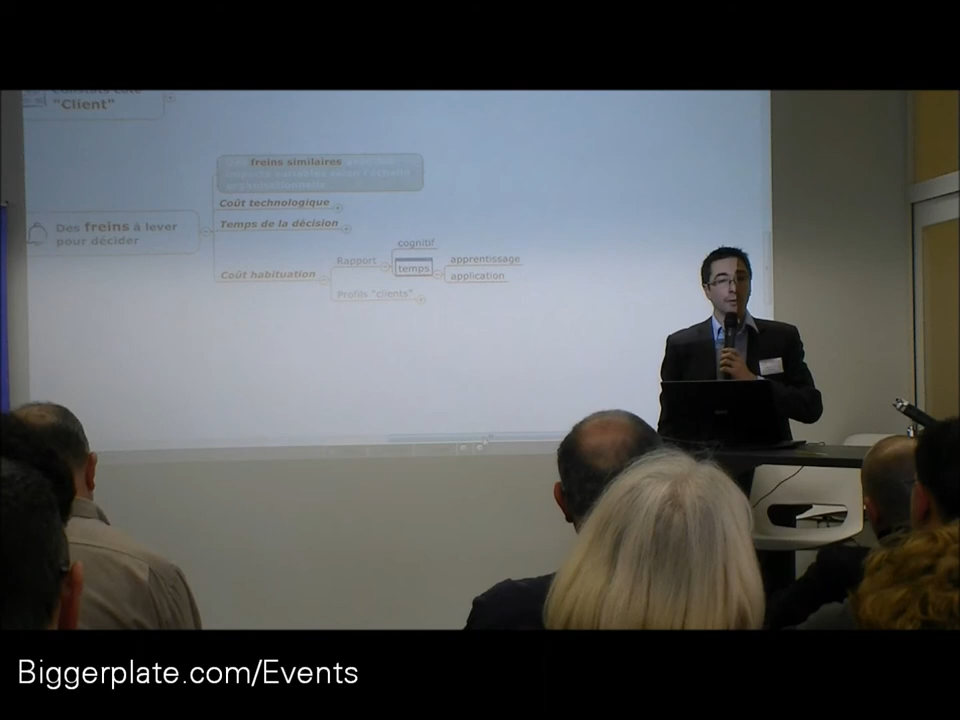 "Client"
freins similaires
Coût technologique
Des freins à lever
pour décider
Temps de la décision
cognitif
Rapport
temps
apprentissage
application
Coût habituation
Profils "clients"
Biggerplate.com/Events